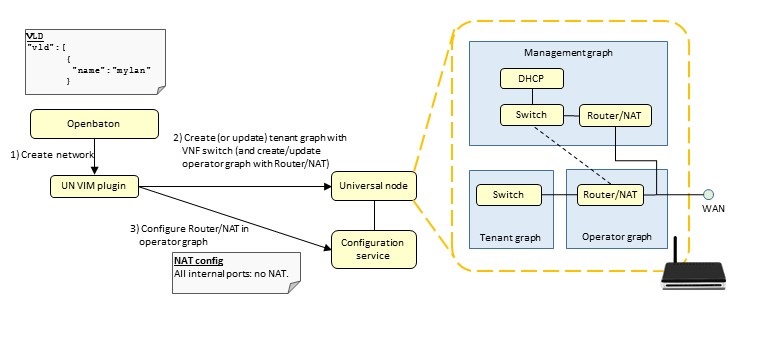 VLD
"vld":[
{
"name":"mylan"
}
Openbaton
1) Create network
UN VIM plugin
2) Create (or update) tenant graph with
VNF switch (and create/update
operator graph with Router/NAT)
Universal node
3) Configure Router/NAT in
operator graph
Configuration
service
NAT config
All internal ports: no NAT.
Management graph
DHCP
Switch
Router/NAT
Switch
Router/NAT
Tenant graph
Operator graph
WAN